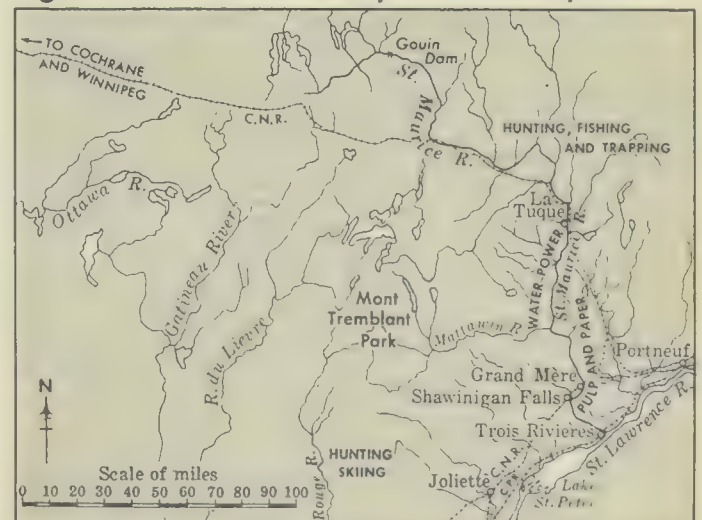 ← TO COCHRANE
AND WINNIPEG
C.N.R.
Gouin
Dam
St. Maurice R.
HUNTING, FISHING
AND TRAPPING
Ottawa R.
La
Tuque
Gatineau River
R. du Lievre
WATER-POWER
St. Maurice R.
PULP AND PAPER
Mont
Tremblant
Park
Mattawin R.
Portneuf
Grand Mère
Shawinigan Falls
Trois Rivieres
St. Lawrence R.
N
HUNTING
SKIING
Rouge R.
C.N.R.
C.P.R.
Joliette
Lake
St. Peter
Scale of miles
0 10 20 30 40 50 60 70 80 90 100